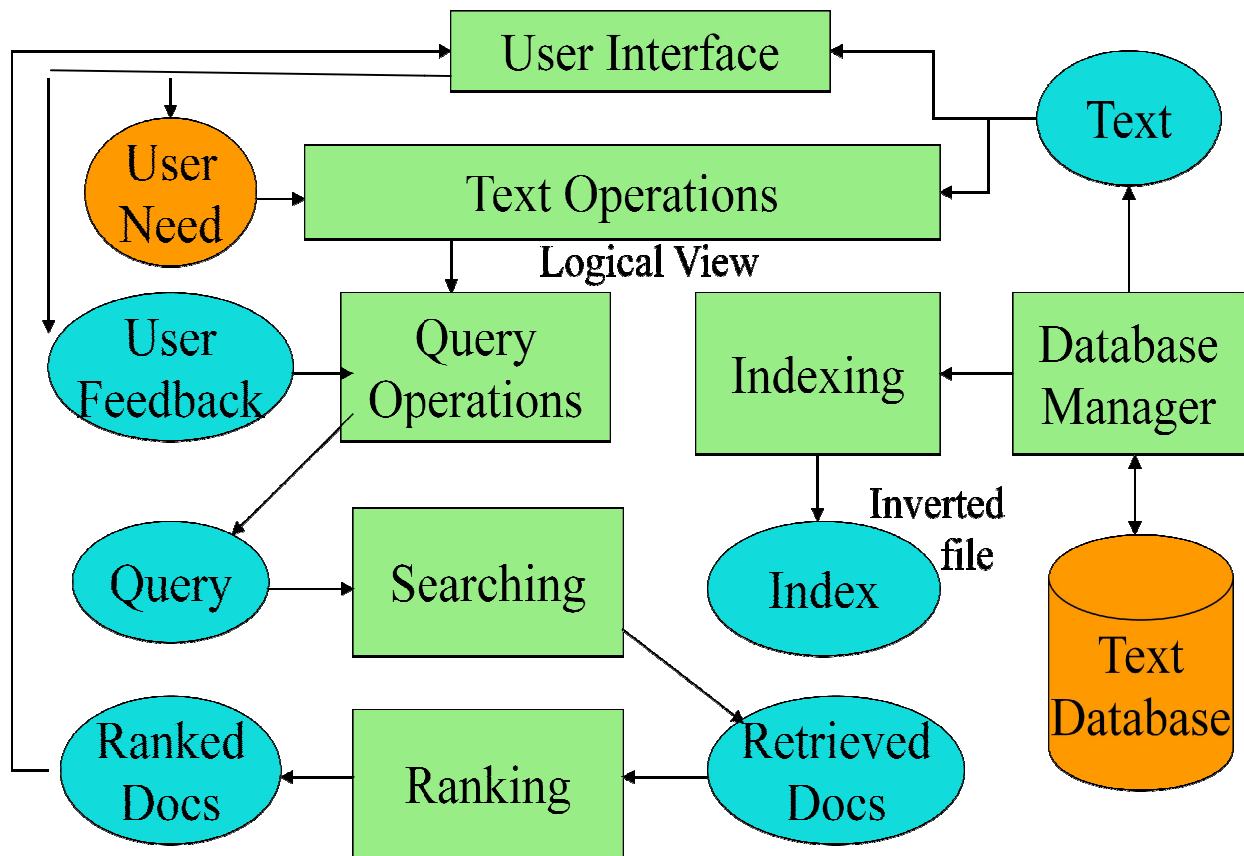 User Interface
Text
User
Need
Text Operations
Logical View
User
Feedback
Query
Operations
Indexing
Database
Manager
Inverted
file
Query
Searching
Index
Text
Database
Ranked
Docs
Ranking
Retrieved
Docs